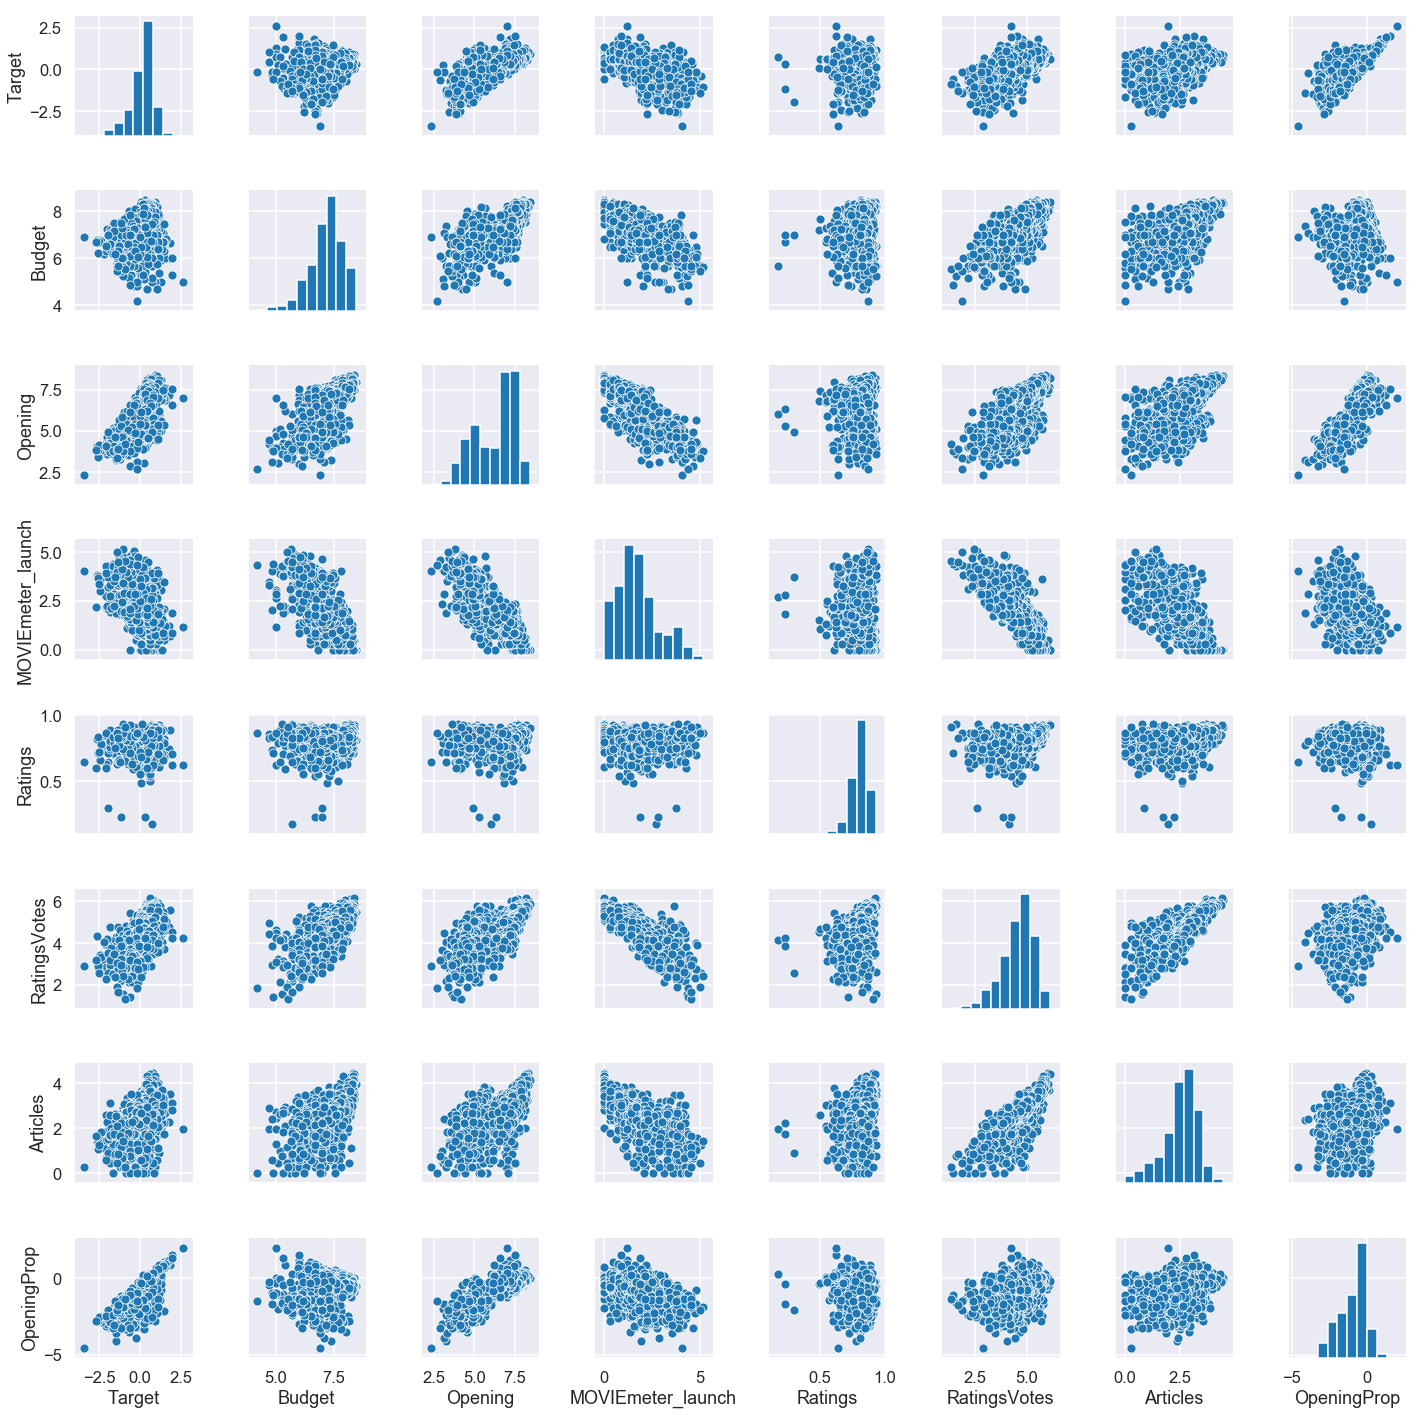 Target
2.5
0.0
−2.5
Budget
8
6
4
Opening
7.5
5.0
2.5
MOVIEmeter_launch
5.0
2.5
0.0
Ratings
1.0
0.5
RatingsVotes
6
4
2
Articles
4
2
0
OpeningProp
0
−5
−2.5 0.0 2.5 5.0 7.5 2.5 5.0 7.5 0 5 0.5 1.0 2.5 5.0 0.0 2.5 −5 0
Target Budget Opening MOVIEmeter_launch Ratings RatingsVotes Articles OpeningProp